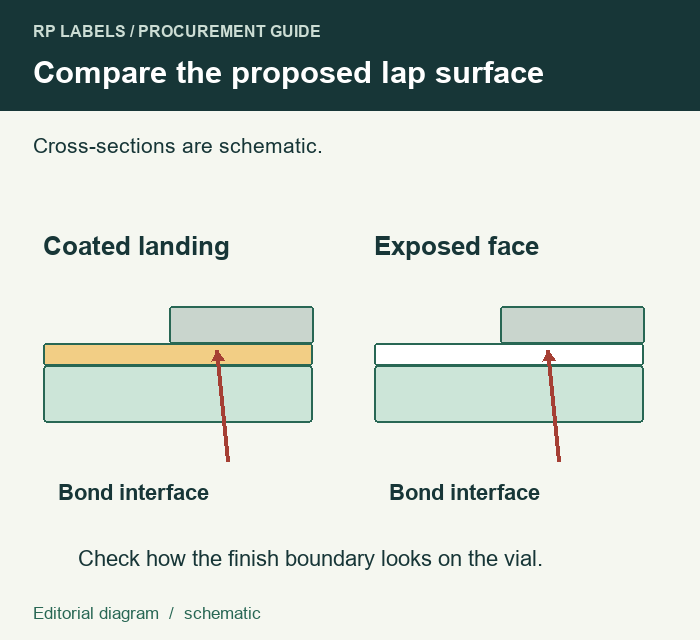 RP LABELS / PROCUREMENT GUIDE
Compare the proposed lap surface
Cross-sections are schematic.
Coated landing
Exposed face
Bond interface
Bond interface
Check how the finish boundary looks on the vial.
Editorial diagram / schematic